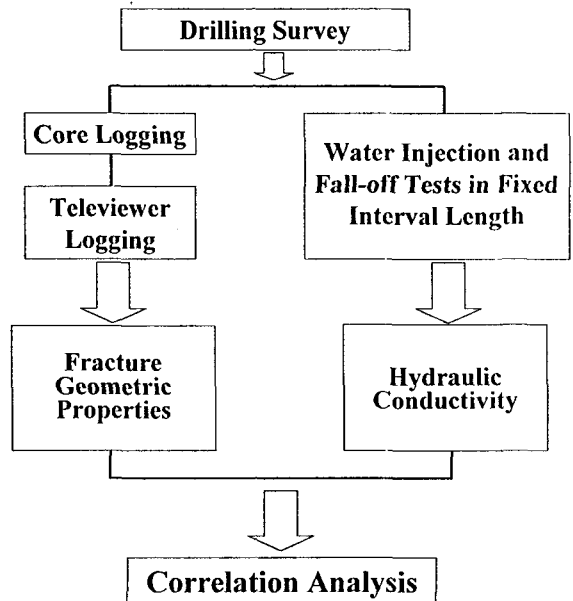 Drilling Survey
Core Logging
Televiewer
Logging
Water Injection and
Fall-off Tests in Fixed
Interval Length
Fracture
Geometric
Properties
Hydraulic
Conductivity
Correlation Analysis